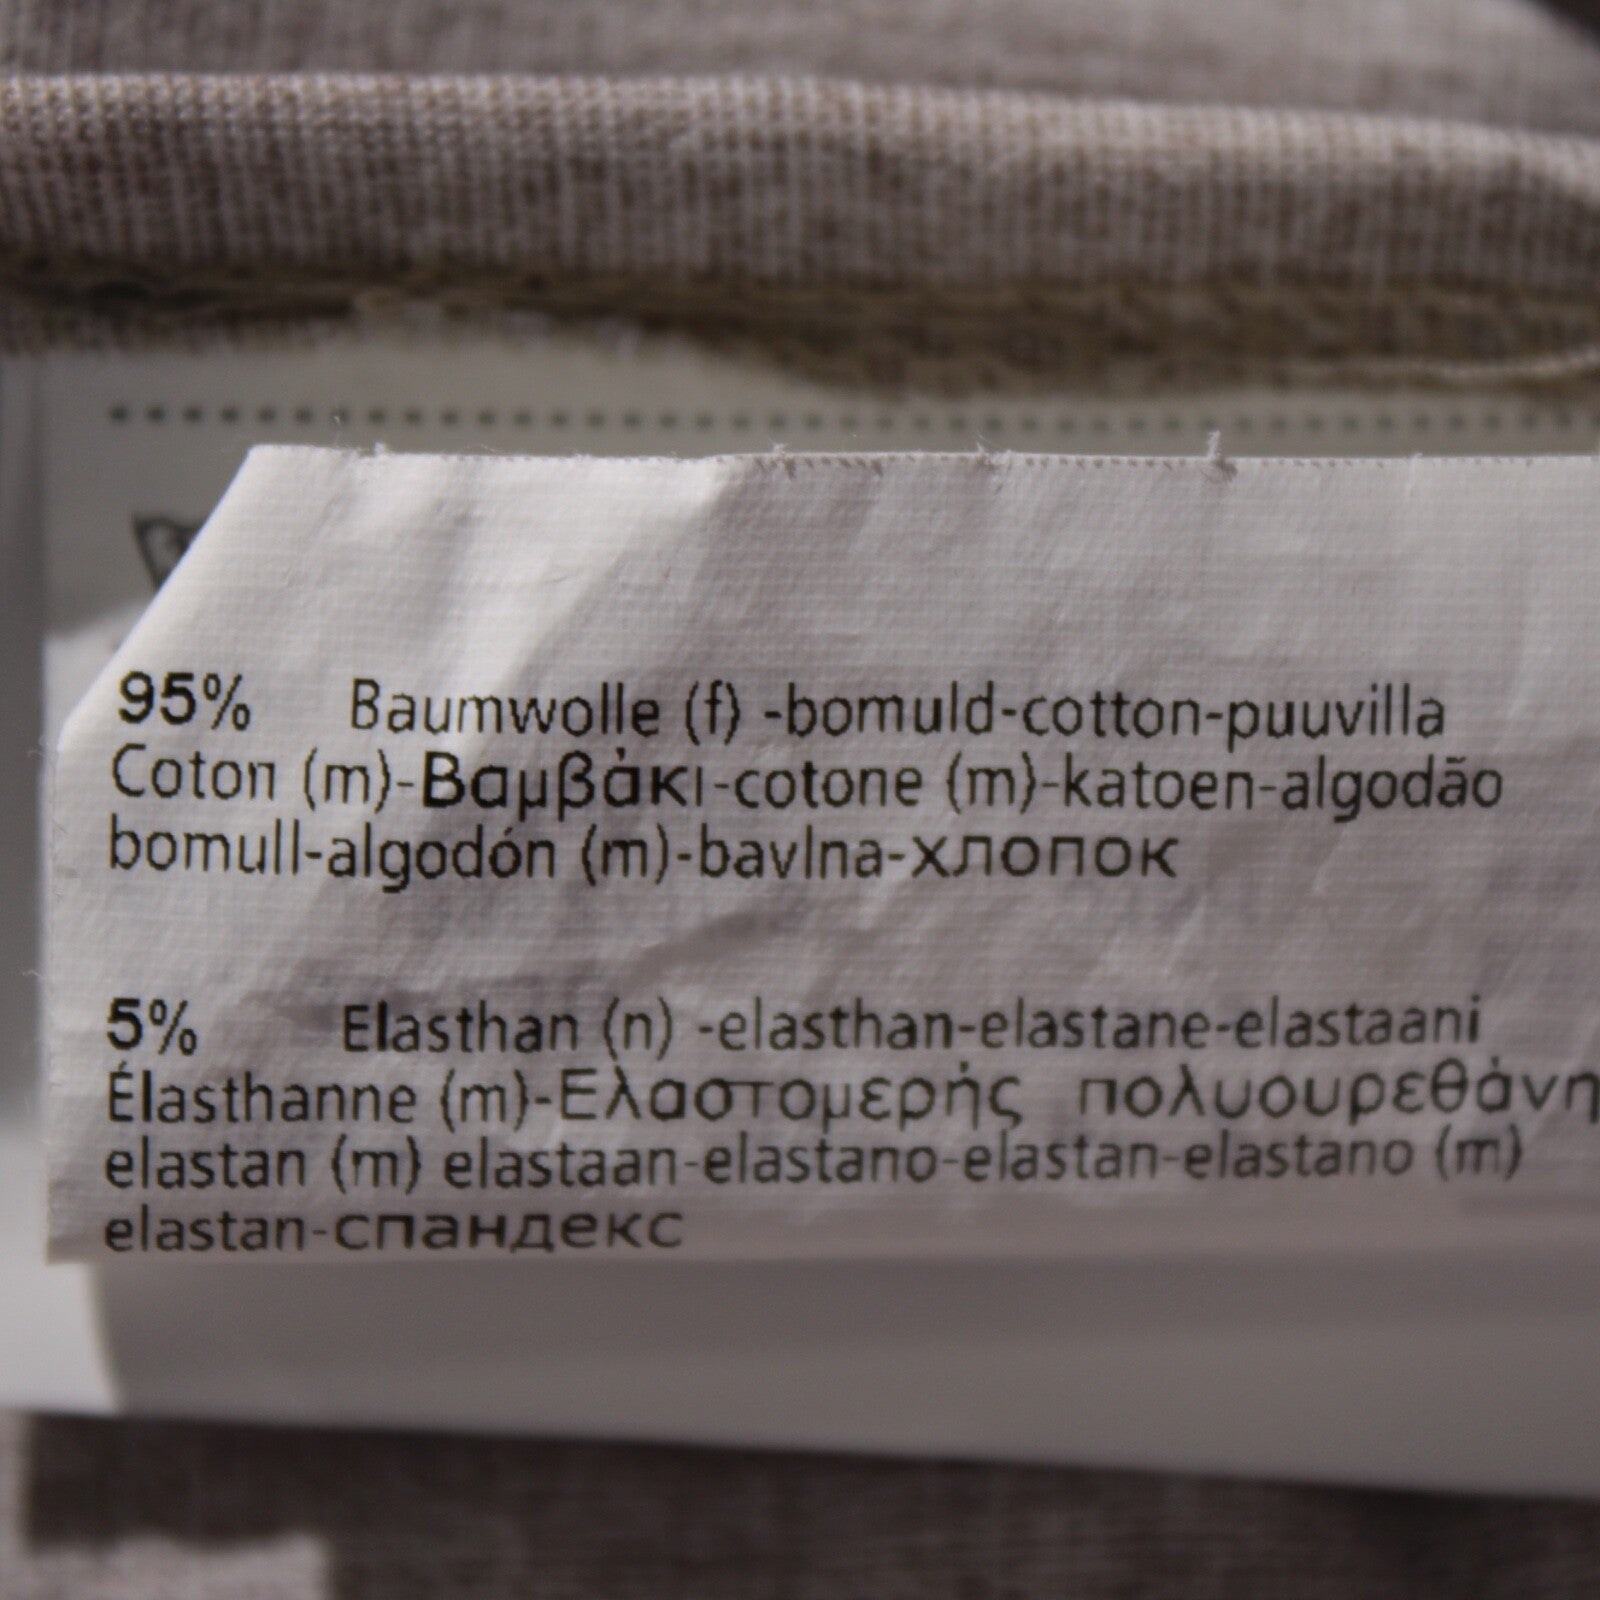 95% Baumwolle (f) -bomuld-cotton-puuvilla
Coton (m)-Βαμβάκι-cotone (m)-katoen-algodão
bomull-algodón (m)-bavlna-хлопок
5% Elasthan (n) -elasthan-elastane-elastaani
Élasthanne (m)-Ελαστομερής πολυουρεθάνη
elastan (m) elastaan-elastano-elastan-elastano (m)
elastan-спандекс